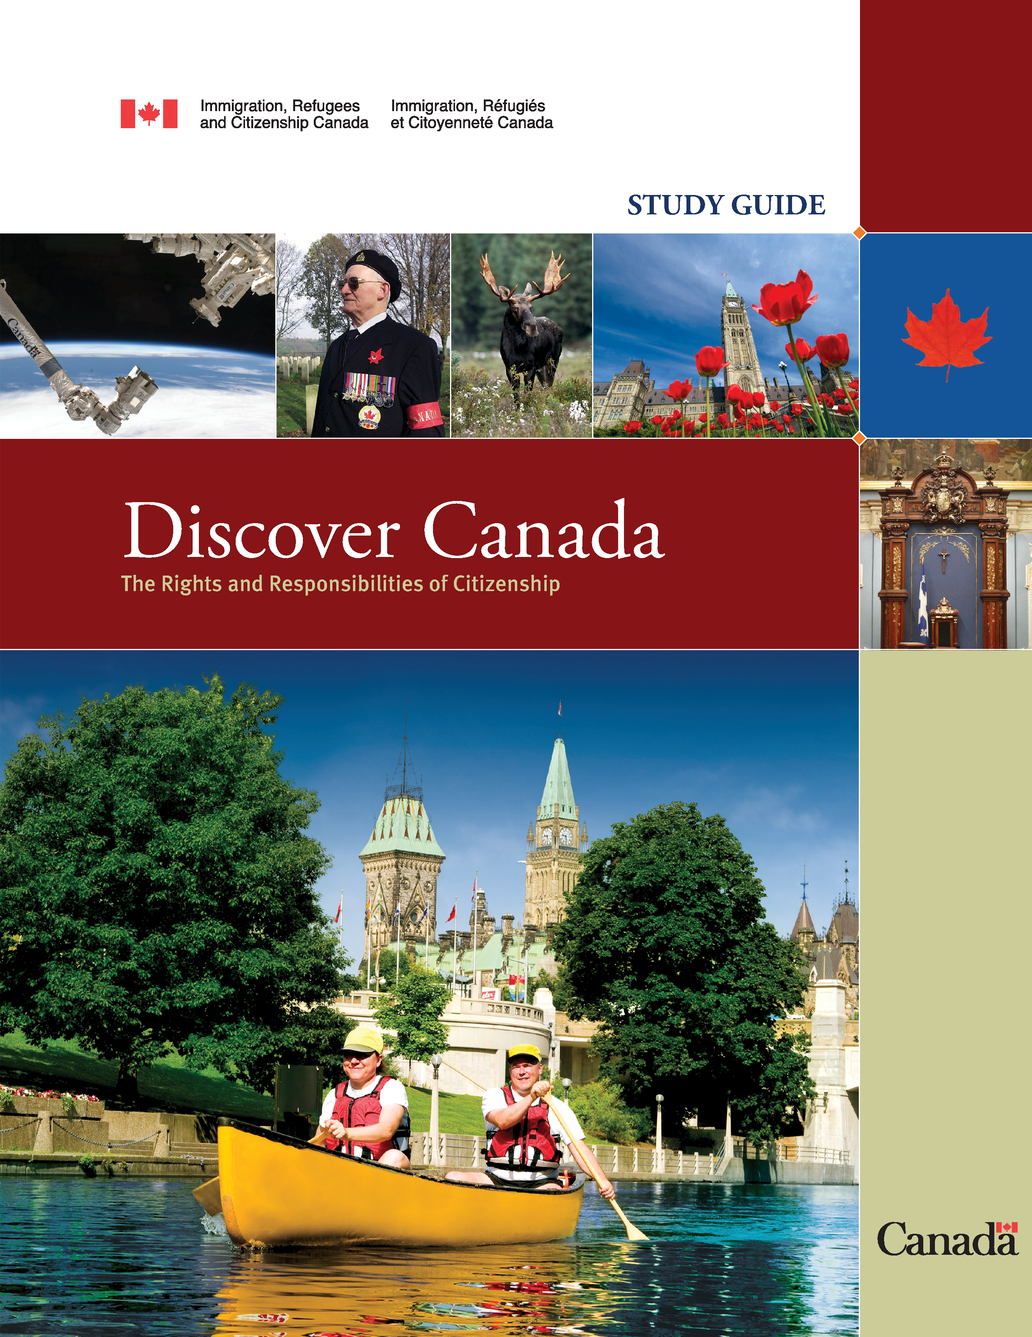 Immigration, Refugees
and Citizenship Canada
Immigration, Réfugiés
et Citoyenneté Canada
STUDY GUIDE
Canada
Discover Canada
The Rights and Responsibilities of Citizenship
Canada